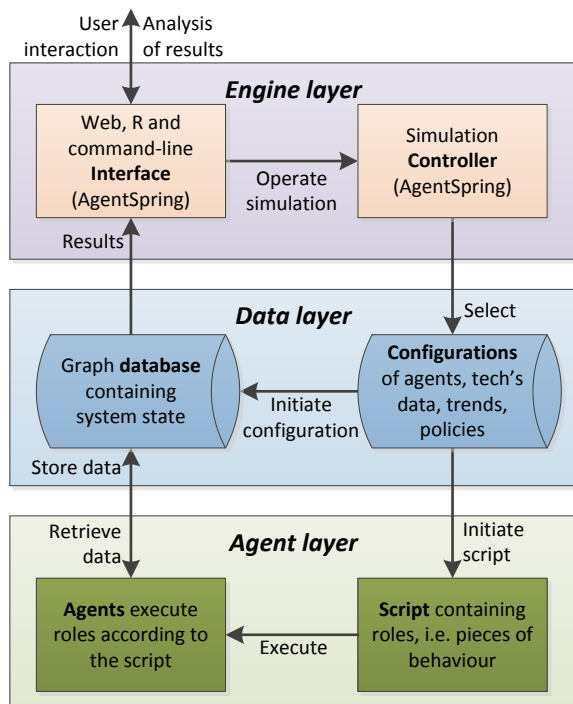 User
interaction
Analysis
of results
Engine layer
Web, R and
command-line
Interface
(AgentSpring)
Operate
simulation
Simulation
Controller
(AgentSpring)
Results
Select
Data layer
Graph database
containing
system state
Initiate
configuration
Configurations
of agents, tech's
data, trends,
policies
Store data
Retrieve
data
Initiate
script
Agent layer
Agents execute
roles according to
the script
Execute
Script containing
roles, i.e. pieces of
behaviour